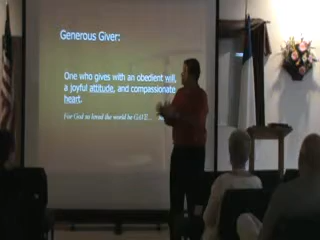 Generous Giver:
One who gives with an obedient will,
a joyful attitude, and compassionate
heart.
For God so loved the world he GAVE...